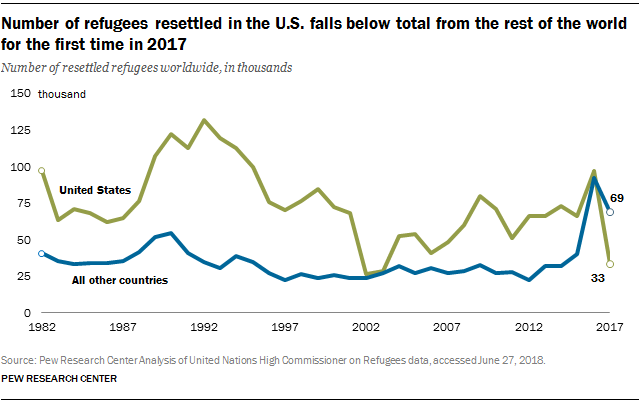 Number of refugees resettled in the U.S. falls below total from the rest of the world
for the first time in 2017
Number of resettled refugees worldwide, in thousands
150 thousand
125
100
75
50
25
0
United States
All other countries
69
33
1982 1987 1992 1997 2002 2007 2012 2017
Source: Pew Research Center Analysis of United Nations High Commissioner on Refugees data, accessed June 27, 2018.
PEW RESEARCH CENTER